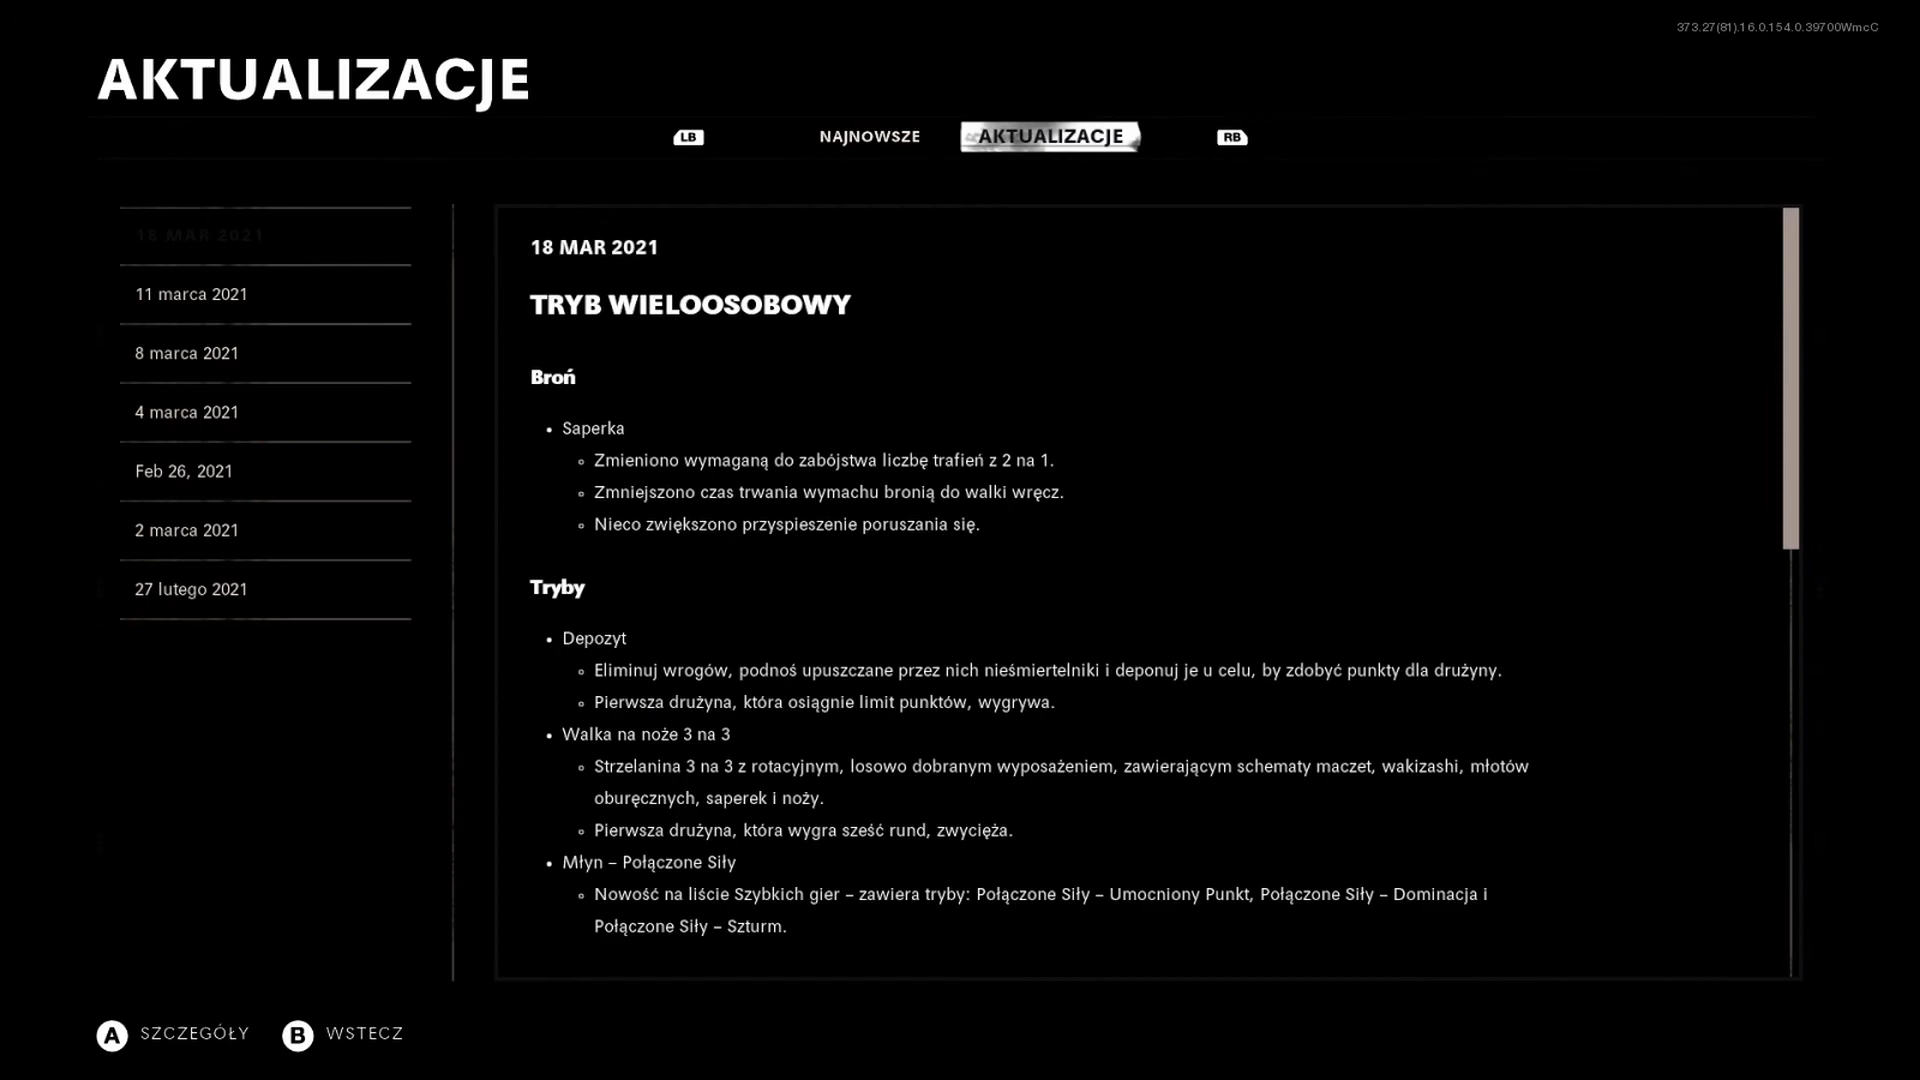 373.27(81).16.0.154.0.39700WmcC
AKTUALIZACJE
LB NAJNOWSZE AKTUALIZACJE RB
18 MAR 2021
11 marca 2021
8 marca 2021
4 marca 2021
Feb 26, 2021
2 marca 2021
27 lutego 2021
18 MAR 2021
TRYB WIELOOSOBOWY
Broń
• Saperka
◦ Zmieniono wymaganą do zabójstwa liczbę trafień z 2 na 1.
◦ Zmniejszono czas trwania wymachu bronią do walki wręcz.
◦ Nieco zwiększono przyspieszenie poruszania się.
Tryby
• Depozyt
◦ Eliminuj wrogów, podnoś upuszczane przez nich nieśmiertelniki i deponuj je u celu, by zdobyć punkty dla drużyny.
◦ Pierwsza drużyna, która osiągnie limit punktów, wygrywa.
• Walka na noże 3 na 3
◦ Strzelanina 3 na 3 z rotacyjnym, losowo dobranym wyposażeniem, zawierającym schematy maczet, wakizashi, młotów
oburęcznych, saperek i noży.
◦ Pierwsza drużyna, która wygra sześć rund, zwycięża.
• Młyn – Połączone Siły
◦ Nowość na liście Szybkich gier – zawiera tryby: Połączone Siły – Umocniony Punkt, Połączone Siły – Dominacja i
Połączone Siły – Szturm.
A SZCZEGÓŁY B WSTECZ